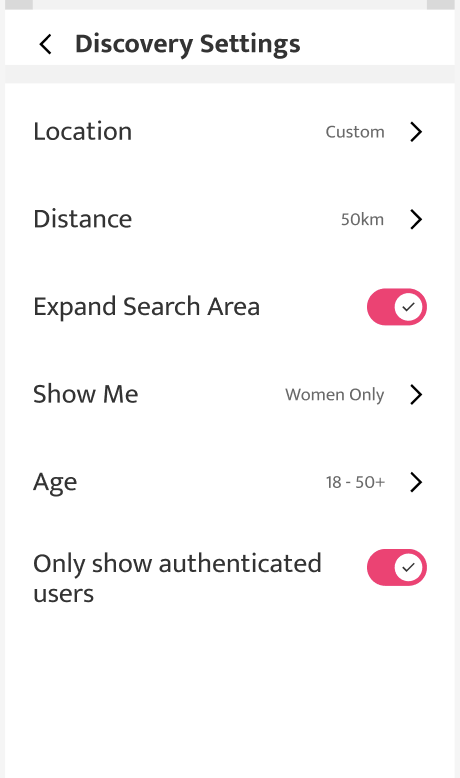 Discovery Settings
Location Custom
Distance 50km
Expand Search Area
Show Me Women Only
Age 18 - 50+
Only show authenticated
users